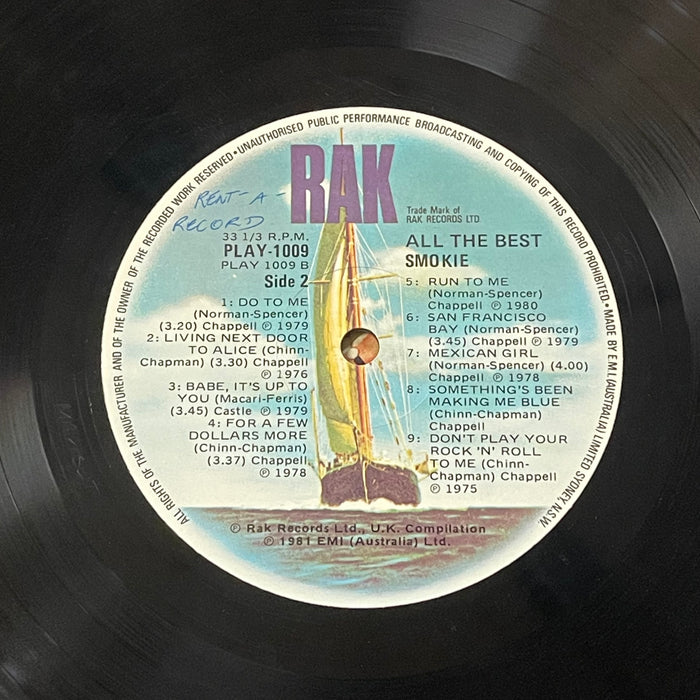 ALL RIGHTS OF THE MANUFACTURER AND OF THE OWNER OF THE RECORDED WORK RESERVED•UNAUTHORISED PUBLIC PERFORMANCE BROADCASTING AND COPYING OF THIS RECORD PROHIBITED.•MADE BY E.M.I. (AUSTRALIA) LIMITED SYDNEY, N.S.W.
RAK
Trade Mark of
RAK RECORDS LTD.
RENT-A-
RECORD
33 1/3 R.P.M.
PLAY-1009
PLAY 1009 B
Side 2
ALL THE BEST
SMOKIE
1: DO TO ME
(Norman-Spencer)
(3.20) Chappell ℗ 1979
2: LIVING NEXT DOOR
TO ALICE (Chinn-
Chapman) (3.30) Chappell
℗ 1976
3: BABE, IT'S UP TO
YOU (Macari-Ferris)
(3.45) Castle ℗ 1979
4: FOR A FEW
DOLLARS MORE
(Chinn-Chapman)
(3.37) Chappell
℗ 1978
5: RUN TO ME
(Norman-Spencer)
Chappell ℗ 1980
6: SAN FRANCISCO
BAY (Norman-Spencer)
(3.45) Chappell ℗ 1979
7: MEXICAN GIRL
(Norman-Spencer) (4.00)
Chappell ℗ 1978
8: SOMETHING'S BEEN
MAKING ME BLUE
(Chinn-Chapman)
Chappell
9: DON'T PLAY YOUR
ROCK 'N' ROLL
TO ME (Chinn-
Chapman) Chappell
℗ 1975
℗ Rak Records Ltd., U.K. Compilation
℗ 1981 EMI (Australia) Ltd.